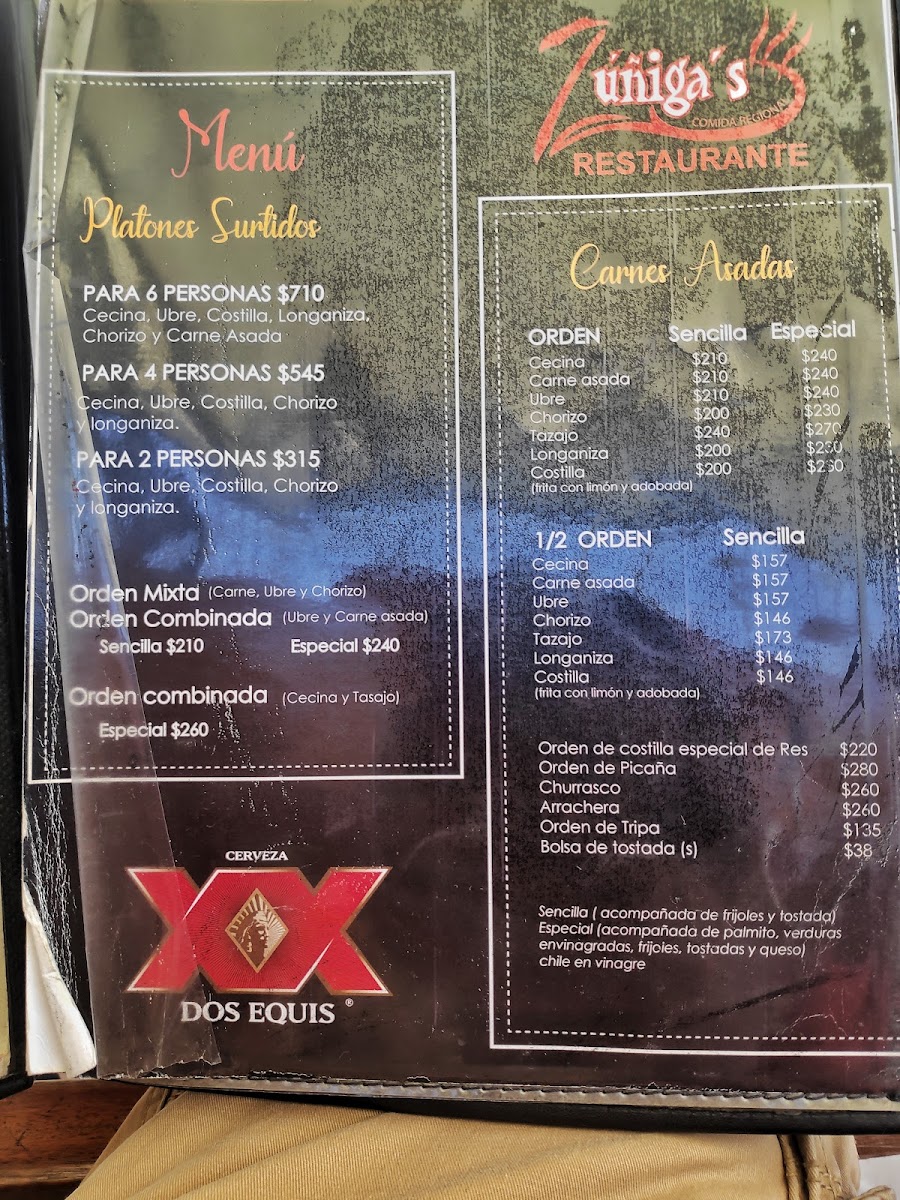 Zúñiga's
COMIDA REGIONAL
RESTAURANTE
Menú
Platones Surtidos
PARA 6 PERSONAS $710
Cecina, Ubre, Costilla, Longaniza,
Chorizo y Carne Asada
PARA 4 PERSONAS $545
Cecina, Ubre, Costilla, Chorizo
y longaniza.
PARA 2 PERSONAS $315
Cecina, Ubre, Costilla, Chorizo
y longaniza.
Orden Mixta (Carne, Ubre y Chorizo)
Orden Combinada (Ubre y Carne asada)
Sencilla $210 Especial $240
Orden combinada (Cecina y Tasajo)
Especial $260
CERVEZA
XX
DOS EQUIS ®
Carnes Asadas
ORDEN Sencilla Especial
Cecina $210 $240
Carne asada $210 $240
Ubre $210 $240
Chorizo $200 $230
Tazajo $240 $270
Longaniza $200 $230
Costilla $200 $230
(frita con limón y adobada)
1/2 ORDEN Sencilla
Cecina $157
Carne asada $157
Ubre $157
Chorizo $146
Tazajo $173
Longaniza $146
Costilla $146
(frita con limón y adobada)
Orden de costilla especial de Res $220
Orden de Picaña $280
Churrasco $260
Arrachera $260
Orden de Tripa $135
Bolsa de tostada (s) $38
Sencilla ( acompañada de frijoles y tostada)
Especial (acompañada de palmito, verduras
envinagradas, frijoles, tostadas y queso)
chile en vinagre